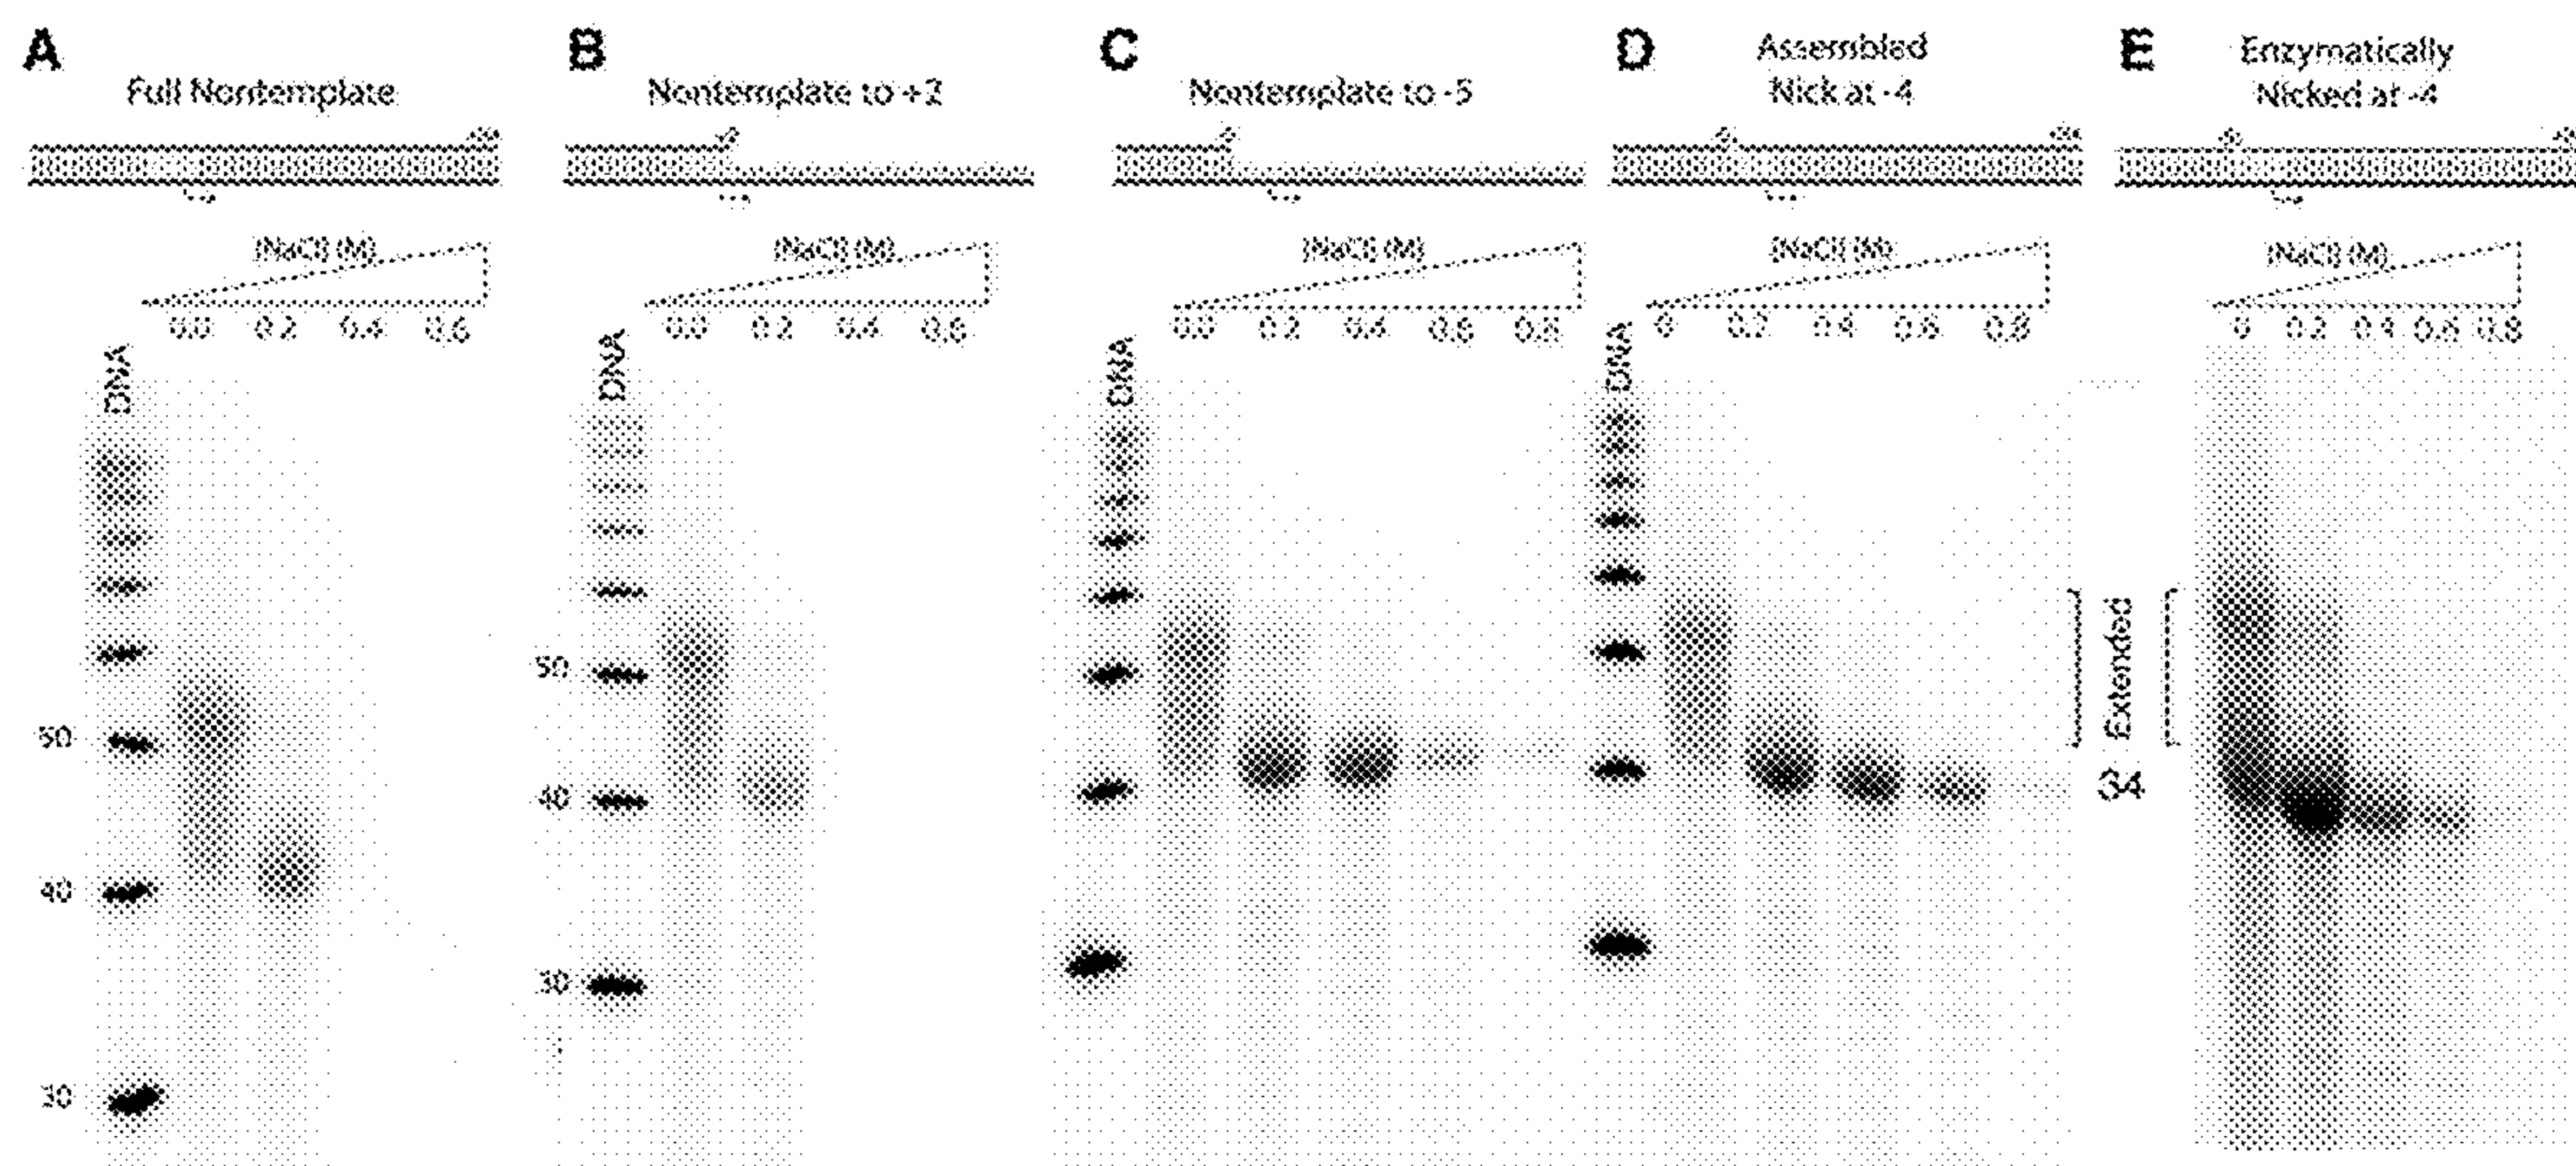 A
Full Nontemplate
[NaCl] (M)
0.0 0.2 0.4 0.6
DNA
50
40
30
B
Nontemplate to +2
[NaCl] (M)
0.0 0.2 0.4 0.6
DNA
50
40
30
C
Nontemplate to -5
[NaCl] (M)
0.0 0.2 0.4 0.6 0.8
DNA
D
Assembled
Nick at -4
[NaCl] (M)
0 0.2 0.4 0.6 0.8
DNA
Extended
34
E
Enzymatically
Nicked at -4
[NaCl] (M)
0 0.2 0.4 0.6 0.8